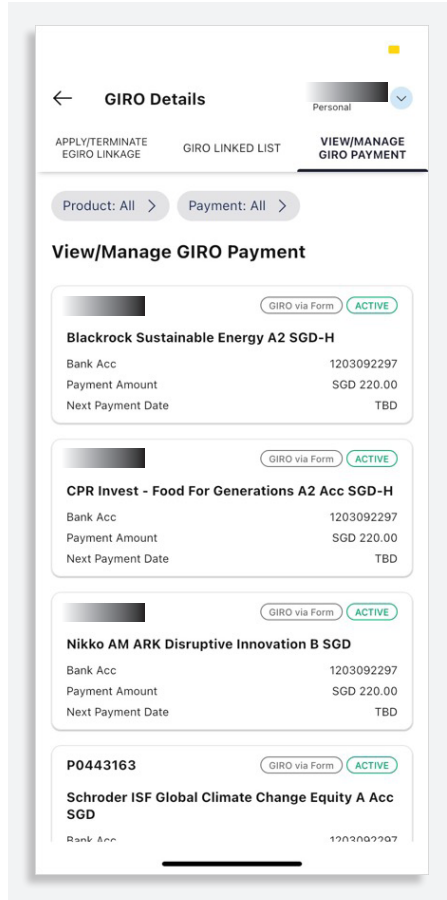 GIRO Details
Personal
APPLY/TERMINATE
EGIRO LINKAGE
GIRO LINKED LIST
VIEW/MANAGE
GIRO PAYMENT
Product: All
Payment: All
View/Manage GIRO Payment
GIRO via Form ACTIVE
Blackrock Sustainable Energy A2 SGD-H
Bank Acc 1203092297
Payment Amount SGD 220.00
Next Payment Date TBD
GIRO via Form ACTIVE
CPR Invest - Food For Generations A2 Acc SGD-H
Bank Acc 1203092297
Payment Amount SGD 220.00
Next Payment Date TBD
GIRO via Form ACTIVE
Nikko AM ARK Disruptive Innovation B SGD
Bank Acc 1203092297
Payment Amount SGD 220.00
Next Payment Date TBD
P0443163 GIRO via Form ACTIVE
Schroder ISF Global Climate Change Equity A Acc
SGD
Bank Acc 1203092297